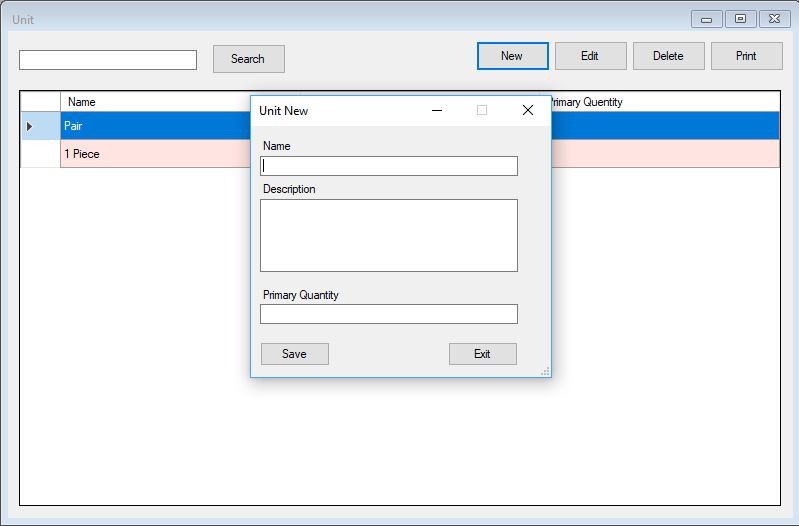 Unit
Search
New
Edit
Delete
Print
Name
Primary Quentity
Pair
1 Piece
Unit New
Name
Description
Primary Quantity
Save
Exit